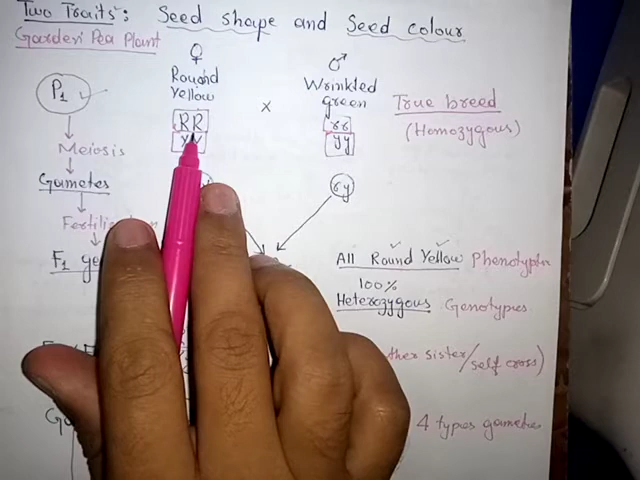 Two Traits: Seed shape and Seed colour
Garden Pea Plant
♀ ♂
Round Wrinkled
Yellow green
P₁ x
True breed
RR rr
(Homozygous)
yy
Meiosis
Gametes
ry
F₁
All Round Yellow Phenotype
100%
Heterozygous Genotypes
sister/self cross)
4 types gametes